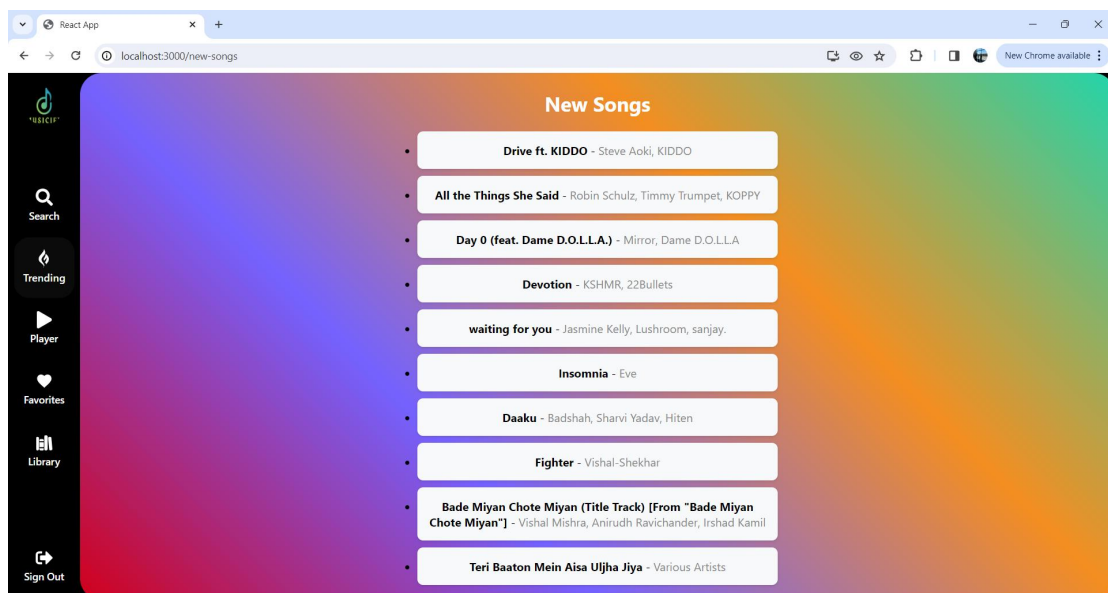 React App
localhost:3000/new-songs
New Chrome available
Search
Trending
Player
Favorites
Library
Sign Out
New Songs
Drive ft. KIDDO - Steve Aoki, KIDDO
All the Things She Said - Robin Schulz, Timmy Trumpet, KOPPY
Day 0 (feat. Dame D.O.L.L.A.) - Mirror, Dame D.O.L.L.A
Devotion - KSHMR, 22Bullets
waiting for you - Jasmine Kelly, Lushroom, sanjay.
Insomnia - Eve
Daaku - Badshah, Sharvi Yadav, Hiten
Fighter - Vishal-Shekhar
Bade Miyan Chote Miyan (Title Track) [From "Bade Miyan
Chote Miyan"] - Vishal Mishra, Anirudh Ravichander, Irshad Kamil
Teri Baaton Mein Aisa Uljha Jiya - Various Artists